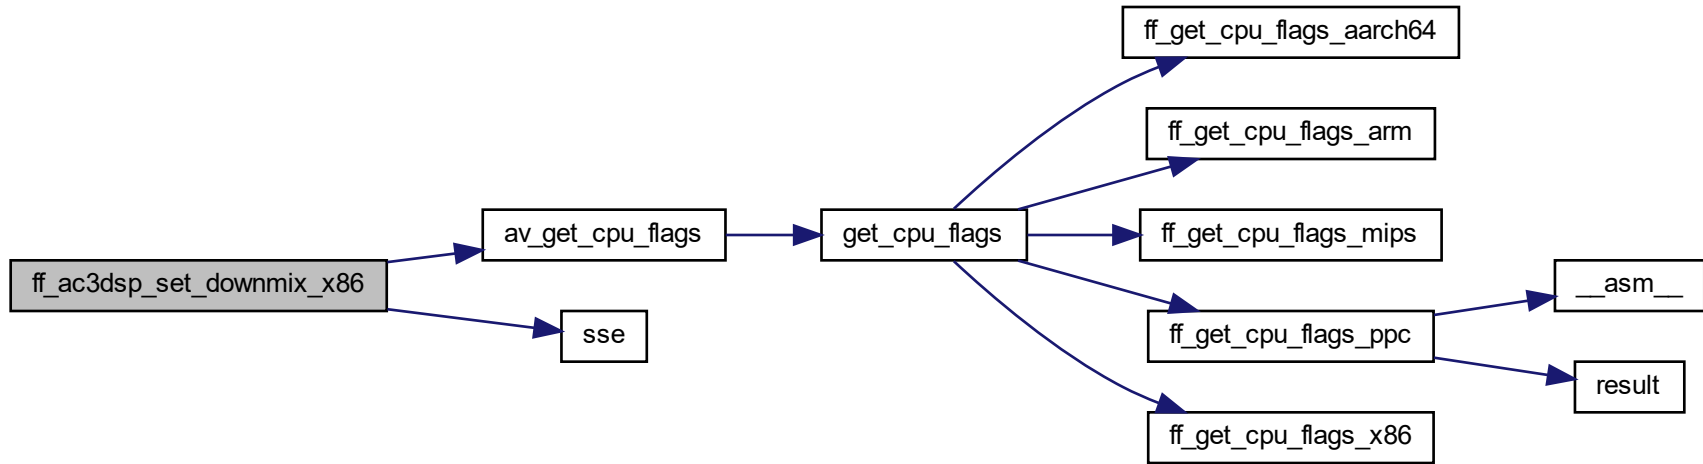 ff_get_cpu_flags_aarch64
ff_get_cpu_flags_arm
av_get_cpu_flags
get_cpu_flags
ff_get_cpu_flags_mips
ff_ac3dsp_set_downmix_x86
__asm__
sse
ff_get_cpu_flags_ppc
result
ff_get_cpu_flags_x86